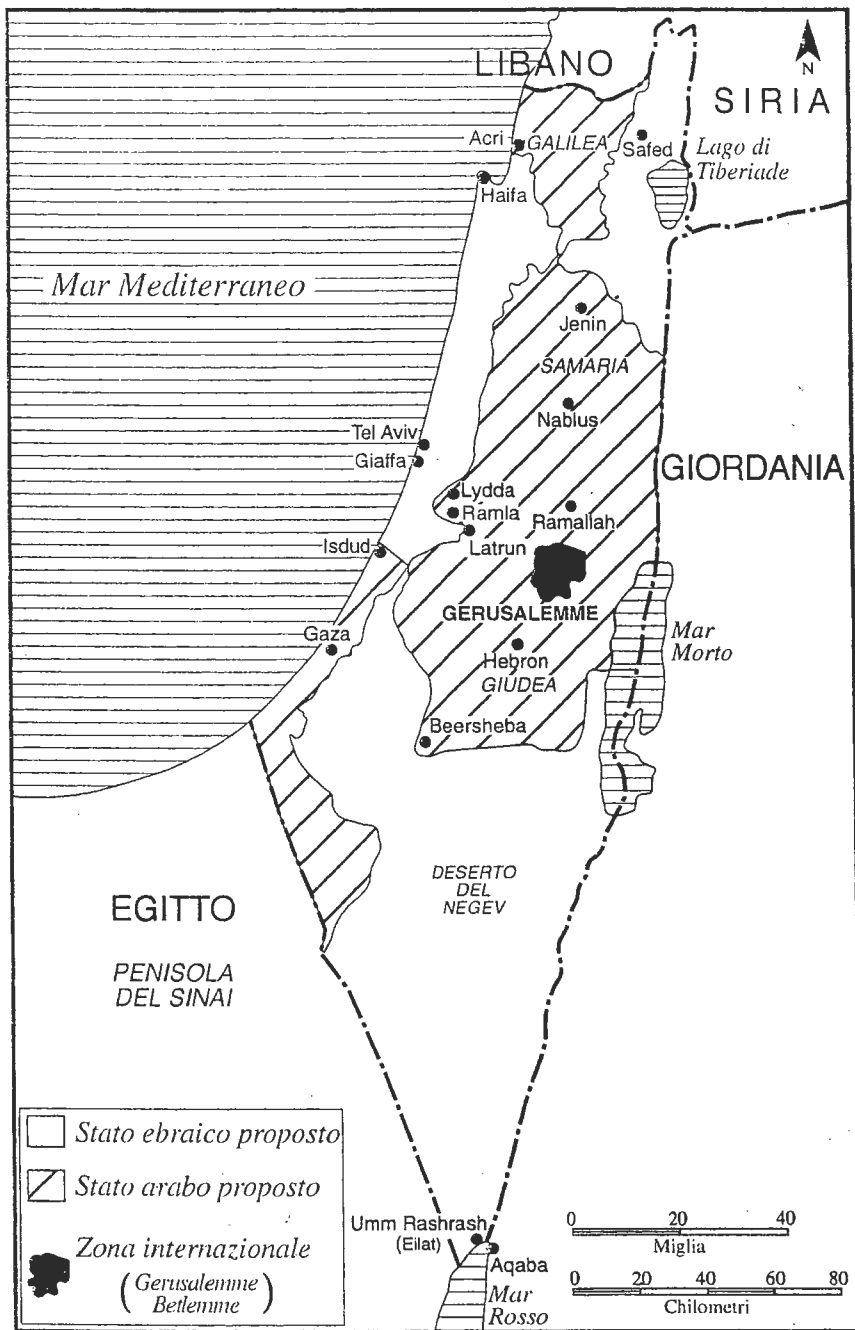 LIBANO
N
SIRIA
Acri
GALILEA
Safed
Lago di
Tiberiade
Haifa
Mar Mediterraneo
Jenin
SAMARIA
Nablus
Tel Aviv
Giaffa
GIORDANIA
Lydda
Ramla
Ramallah
Latrun
Isdud
GERUSALEMME
Gaza
Mar
Morto
Hebron
GIUDEA
Beersheba
DESERTO
DEL
NEGEV
EGITTO
PENISOLA
DEL SINAI
Stato ebraico proposto
Stato arabo proposto
Zona internazionale
(Gerusalemme
Betlemme)
Umm Rashrash
(Eilat)
Aqaba
Mar
Rosso
0 20 40
Miglia
0 20 40 60 80
Chilometri